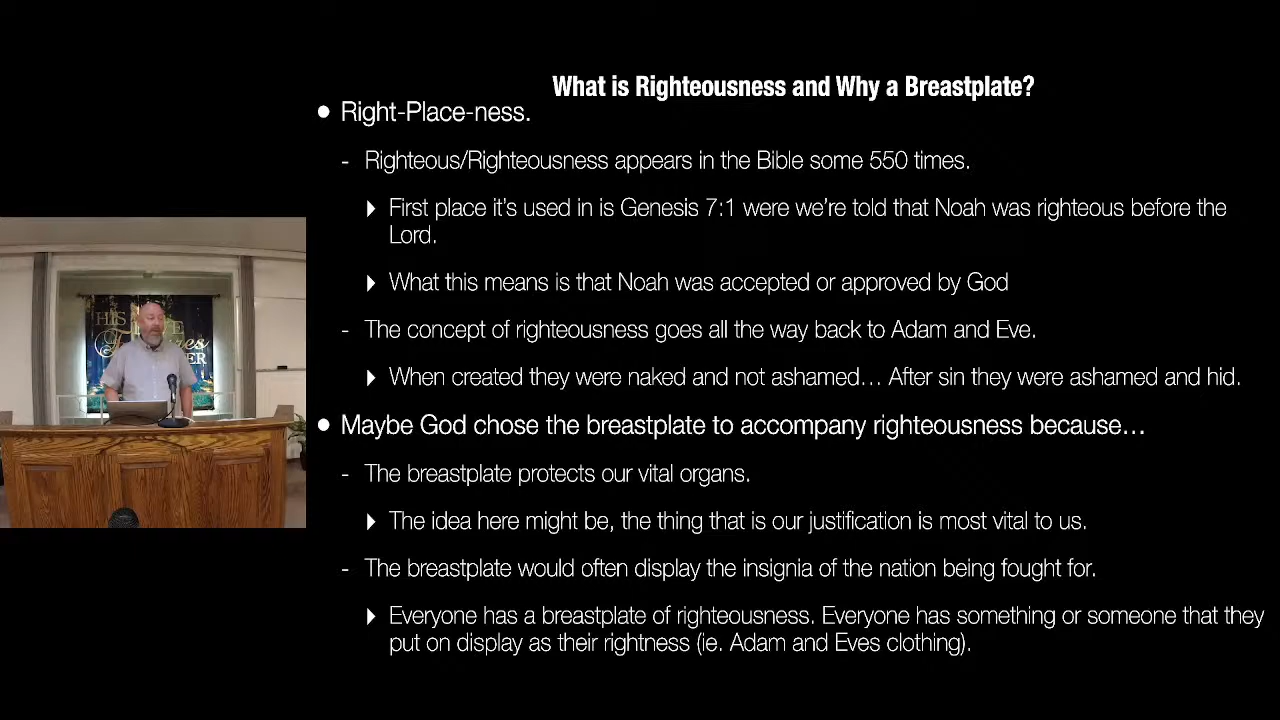 What is Righteousness and Why a Breastplate?
• Right-Place-ness.
- Righteous/Righteousness appears in the Bible some 550 times.
▸ First place it's used in is Genesis 7:1 were we're told that Noah was righteous before the
Lord.
▸ What this means is that Noah was accepted or approved by God
- The concept of righteousness goes all the way back to Adam and Eve.
▸ When created they were naked and not ashamed… After sin they were ashamed and hid.
• Maybe God chose the breastplate to accompany righteousness because…
- The breastplate protects our vital organs.
▸ The idea here might be, the thing that is our justification is most vital to us.
- The breastplate would often display the insignia of the nation being fought for.
▸ Everyone has a breastplate of righteousness. Everyone has something or someone that they
put on display as their rightness (ie. Adam and Eves clothing).
HIS